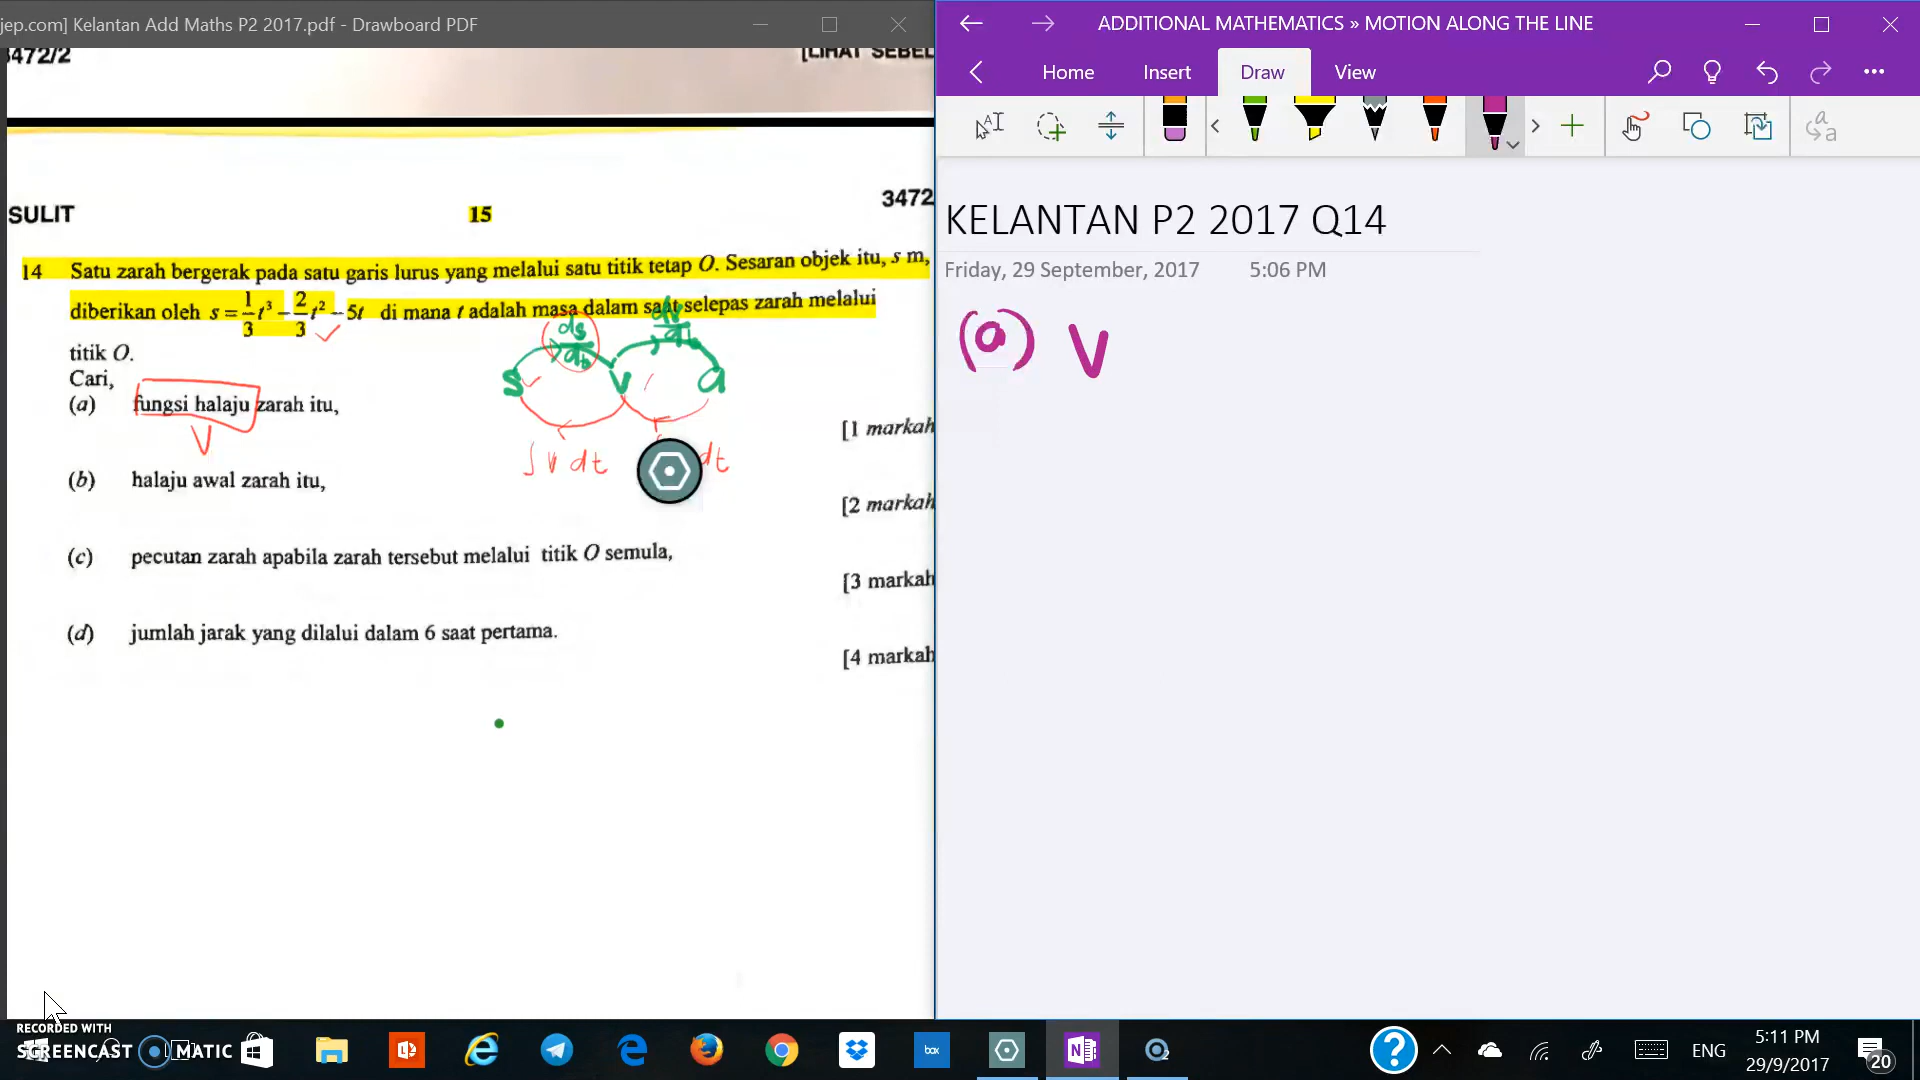 jep.com] Kelantan Add Maths P2 2017.pdf - Drawboard PDF
3472/2
[LIHAT SEBEL
SULIT
15
3472
14 Satu zarah bergerak pada satu garis lurus yang melalui satu titik tetap O. Sesaran objek itu, s m,
diberikan oleh s = 1/3 t³ - 2/3 t² - 5t di mana t adalah masa dalam saat selepas zarah melalui
titik O.
Cari,
ds/dt
dv/dt
s v a
(a) fungsi halaju zarah itu,
[1 markah
v
∫ v dt
dt
(b) halaju awal zarah itu,
[2 markah
(c) pecutan zarah apabila zarah tersebut melalui titik O semula,
[3 markah
(d) jumlah jarak yang dilalui dalam 6 saat pertama.
[4 markah
ADDITIONAL MATHEMATICS » MOTION ALONG THE LINE
Home Insert Draw View
KELANTAN P2 2017 Q14
Friday, 29 September, 2017 5:06 PM
(a) V
RECORDED WITH
SCREENCAST MATIC
box
ENG
5:11 PM
29/9/2017
20